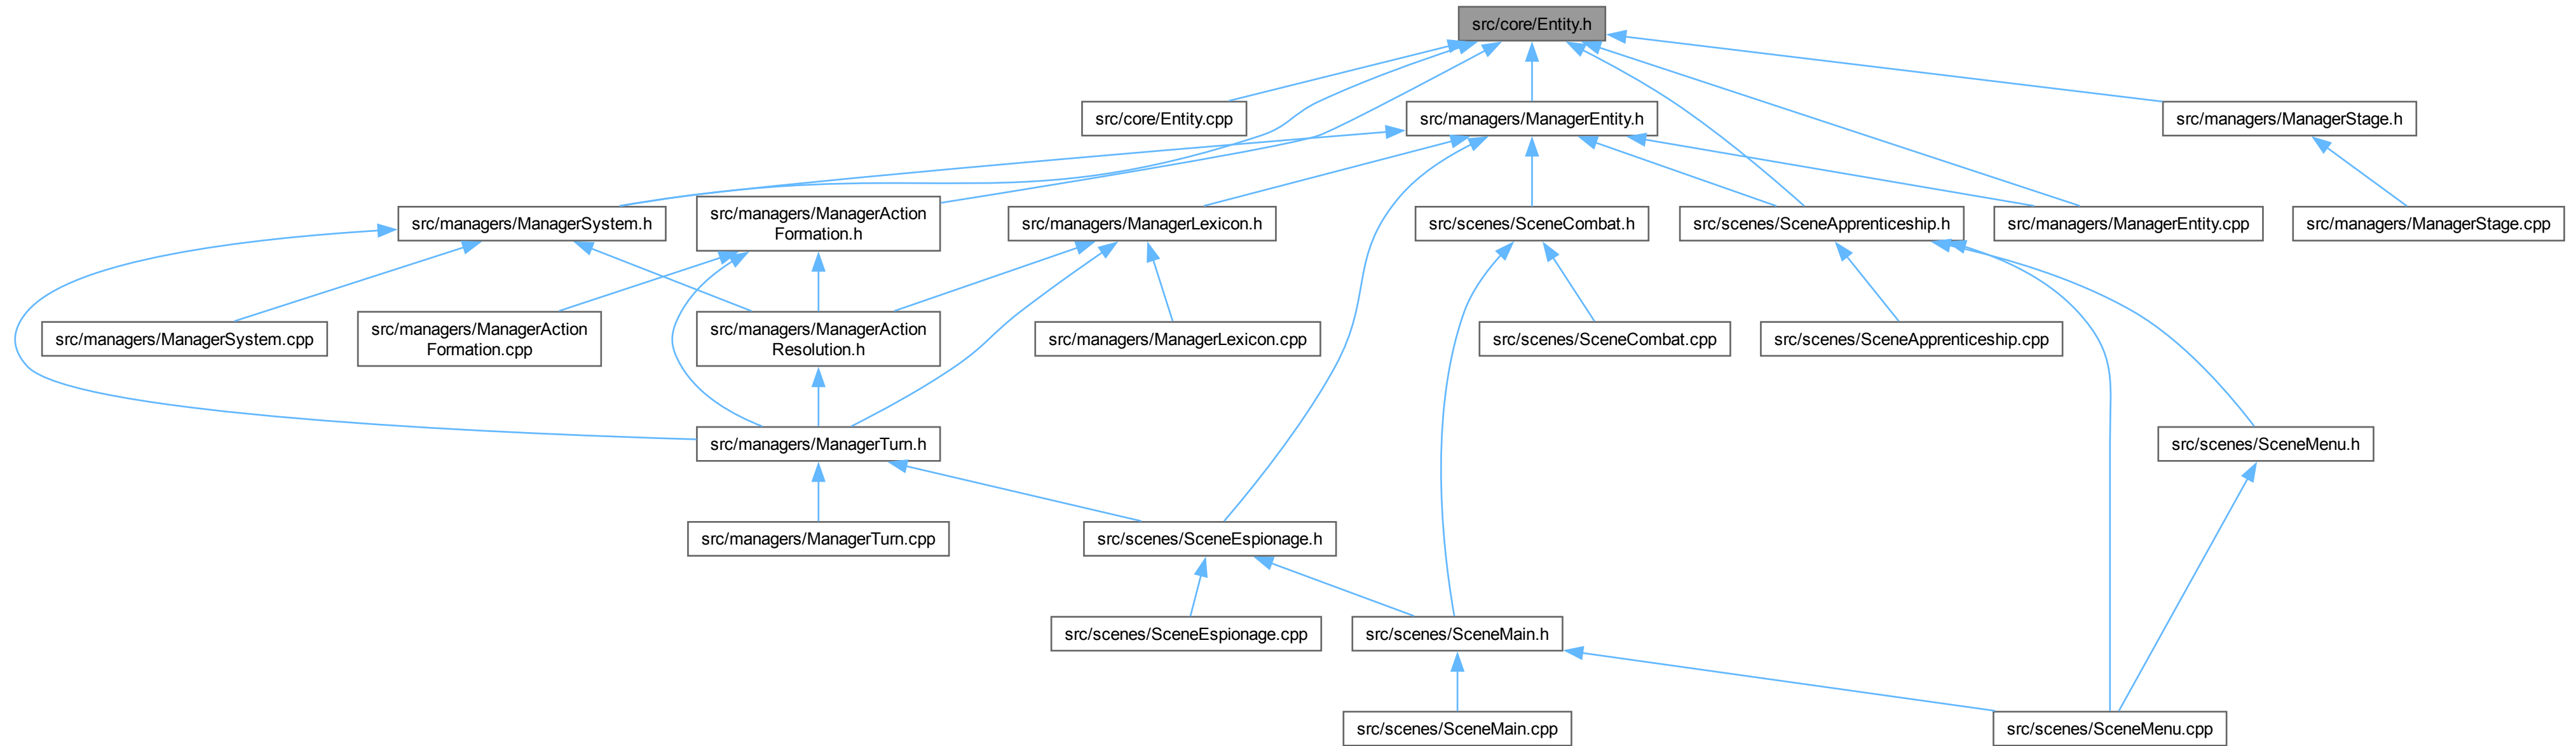 src/core/Entity.h
src/core/Entity.cpp
src/managers/ManagerEntity.h
src/managers/ManagerStage.h
src/managers/ManagerSystem.h
src/managers/ManagerAction
Formation.h
src/managers/ManagerLexicon.h
src/scenes/SceneCombat.h
src/scenes/SceneApprenticeship.h
src/managers/ManagerEntity.cpp
src/managers/ManagerStage.cpp
src/managers/ManagerSystem.cpp
src/managers/ManagerAction
Formation.cpp
src/managers/ManagerAction
Resolution.h
src/managers/ManagerLexicon.cpp
src/scenes/SceneCombat.cpp
src/scenes/SceneApprenticeship.cpp
src/managers/ManagerTurn.h
src/scenes/SceneMenu.h
src/managers/ManagerTurn.cpp
src/scenes/SceneEspionage.h
src/scenes/SceneEspionage.cpp
src/scenes/SceneMain.h
src/scenes/SceneMain.cpp
src/scenes/SceneMenu.cpp